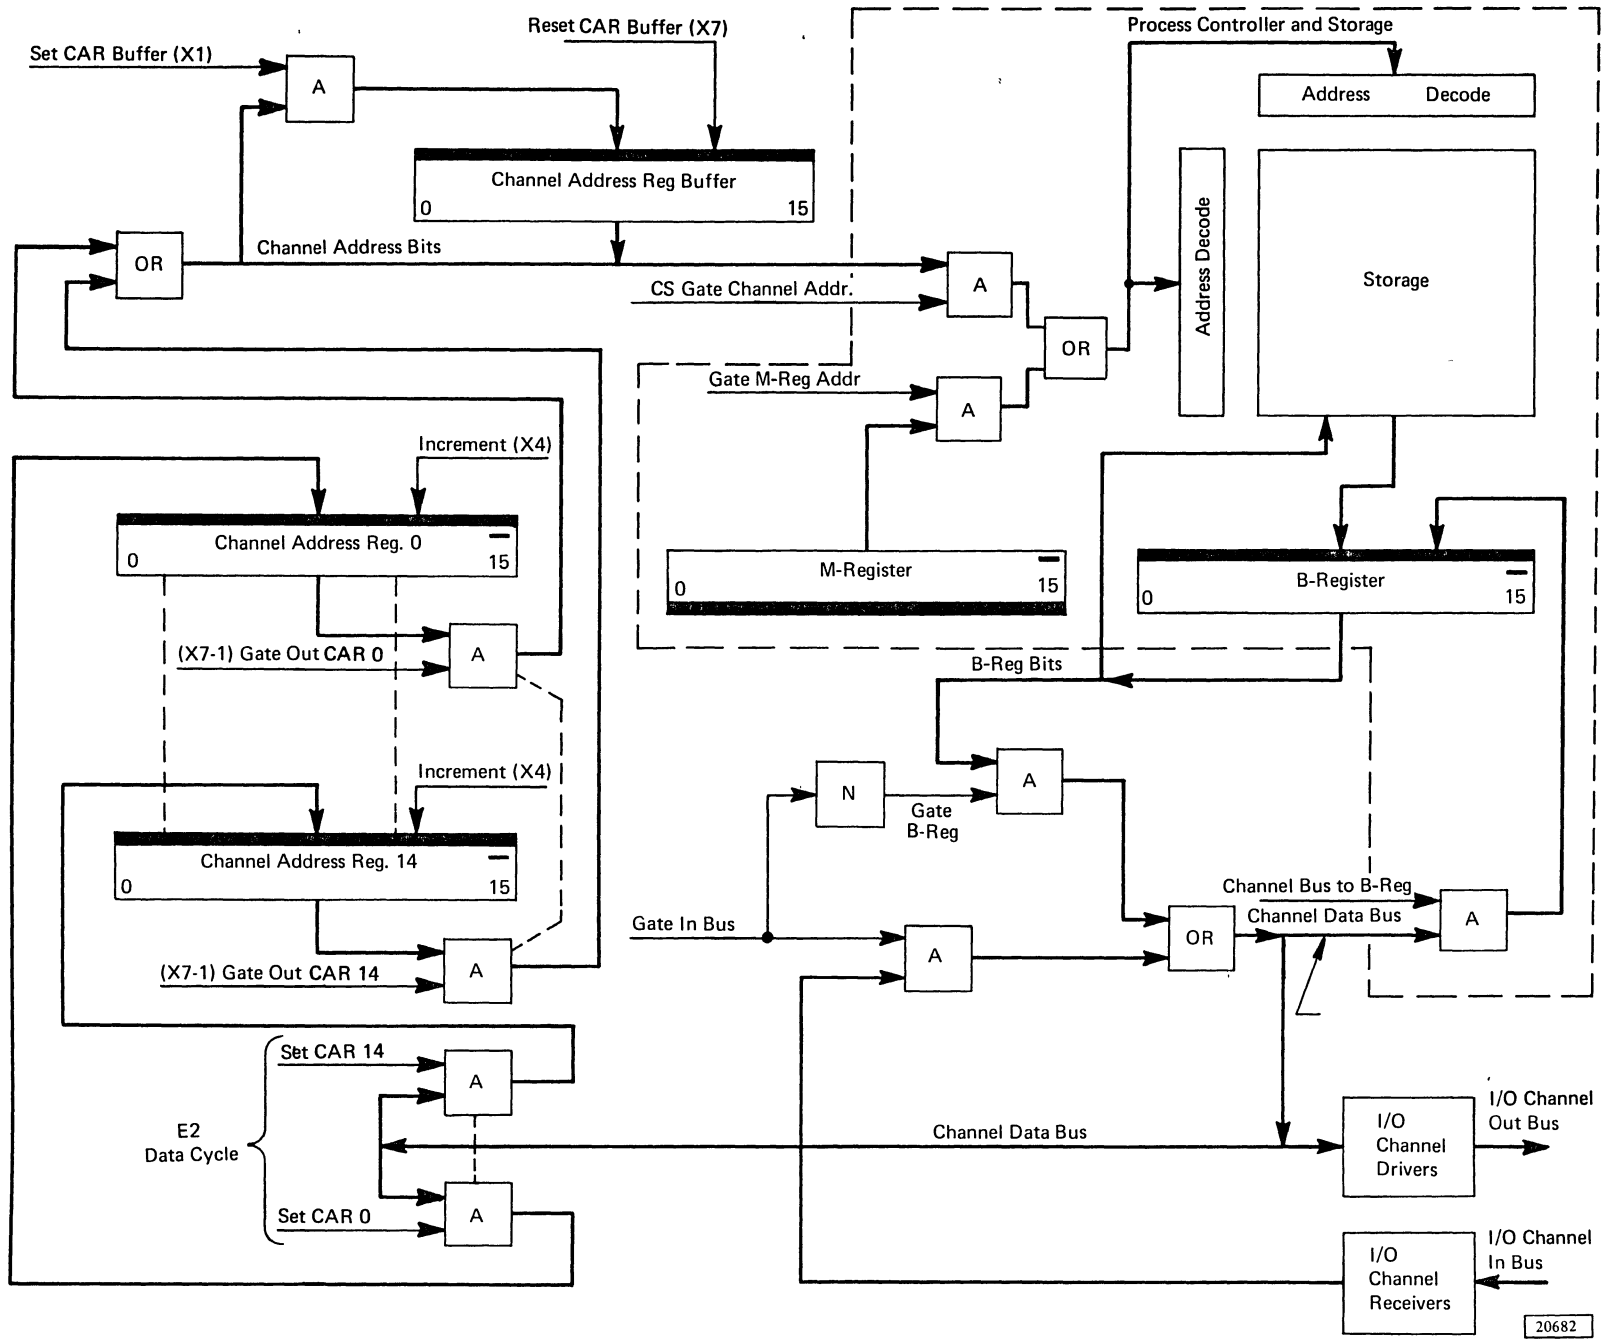 Reset CAR Buffer (X7)
Process Controller and Storage
Set CAR Buffer (X1)
A
Address Decode
Channel Address Reg Buffer
0 15
Address Decode
Storage
OR
Channel Address Bits
CS Gate Channel Addr.
A
OR
Gate M-Reg Addr
A
Increment (X4)
Channel Address Reg. 0
0 15
M-Register
0 15
B-Register
0 15
(X7-1) Gate Out CAR 0
A
B-Reg Bits
Increment (X4)
N
Gate
B-Reg
A
Channel Address Reg. 14
0 15
Channel Bus to B-Reg
Channel Data Bus
A
Gate In Bus
A
OR
(X7-1) Gate Out CAR 14
A
Set CAR 14
A
E2
Data Cycle
Channel Data Bus
I/O
Channel
Drivers
I/O Channel
Out Bus
Set CAR 0
A
I/O
Channel
Receivers
I/O Channel
In Bus
20682